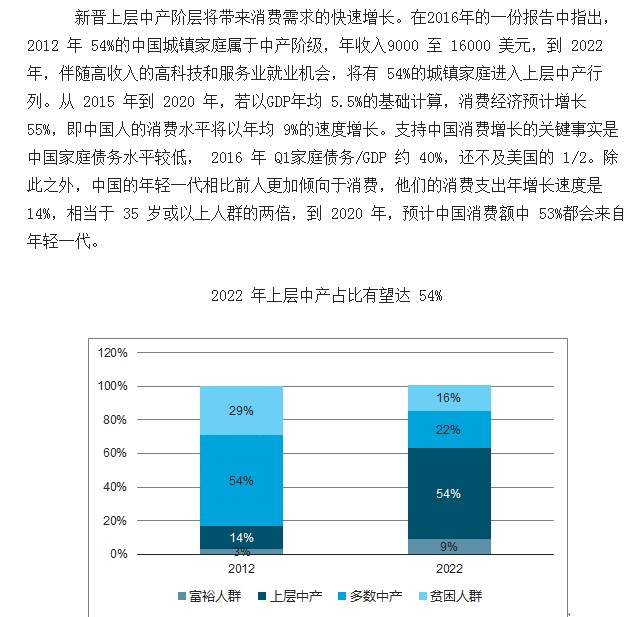 新晋上层中产阶层将带来消费需求的快速增长。在2016年的一份报告中指出，
2012 年 54%的中国城镇家庭属于中产阶级，年收入9000 至 16000 美元，到 2022
年，伴随高收入的高科技和服务业就业机会，将有 54%的城镇家庭进入上层中产行
列。从 2015 年到 2020 年，若以GDP年均 5.5%的基础计算，消费经济预计增长
55%，即中国人的消费水平将以年均 9%的速度增长。支持中国消费增长的关键事实是
中国家庭债务水平较低， 2016 年 Q1家庭债务/GDP 约 40%，还不及美国的 1/2。除
此之外，中国的年轻一代相比前人更加倾向于消费，他们的消费支出年增长速度是
14%，相当于 35 岁或以上人群的两倍，到 2020 年，预计中国消费额中 53%都会来自
年轻一代。
2022 年上层中产占比有望达 54%
120%
100%
80%
60%
40%
20%
0%
29%
54%
14%
3%
16%
22%
54%
9%
2012
2022
富裕人群 上层中产 多数中产 贫困人群